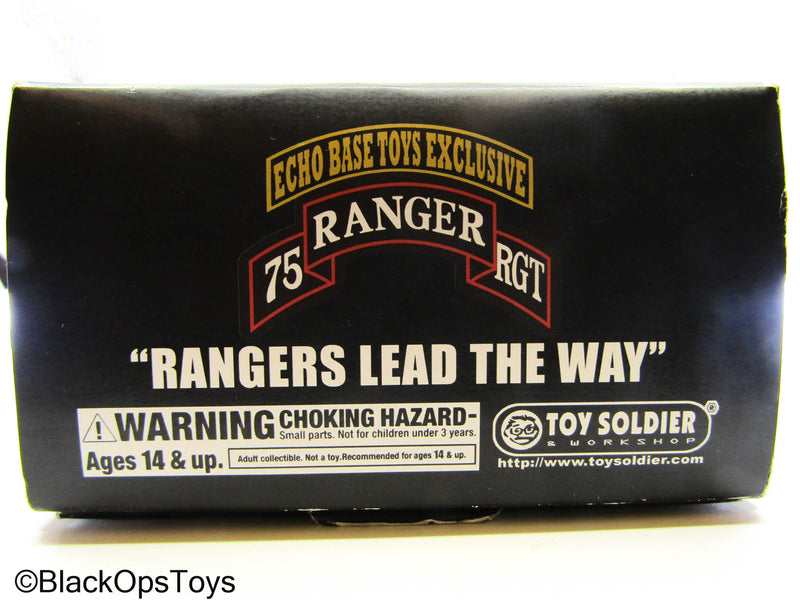 ECHO BASE TOYS EXCLUSIVE
75 RANGER RGT
“RANGERS LEAD THE WAY”
WARNING CHOKING HAZARD-
Small parts. Not for children under 3 years.
Ages 14 & up. Adult collectible. Not a toy.Recommended for ages 14 & up.
TOY SOLDIER ®
& WORKSHOP
http://www.toysoldier.com
©BlackOpsToys